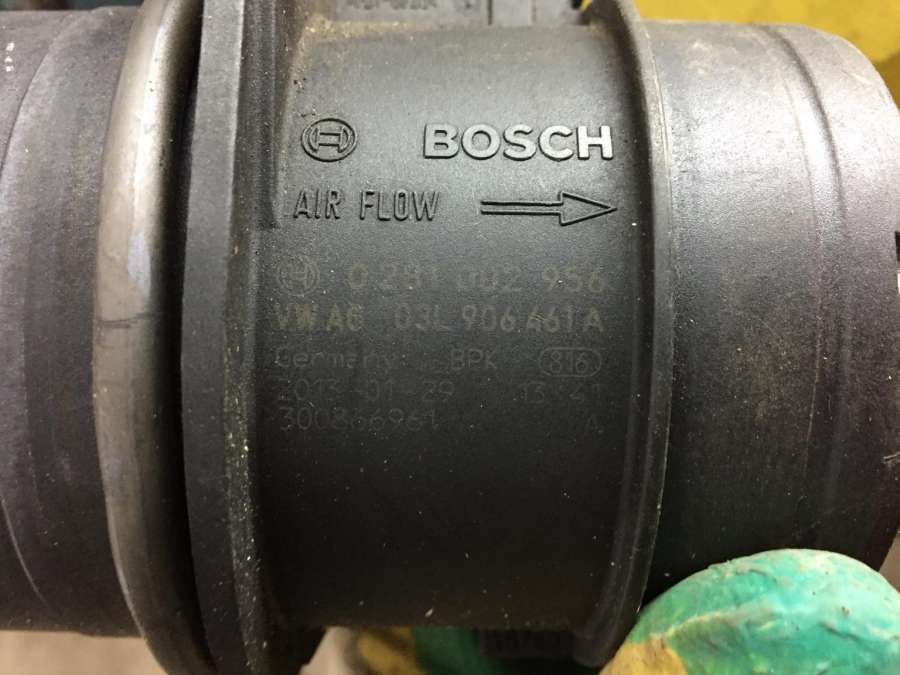 BOSCH
AIR FLOW
0 281 002 956
VW AG 03L 906 461 A
Germany BPK 816
2013-01-29 13:41
300866961 A